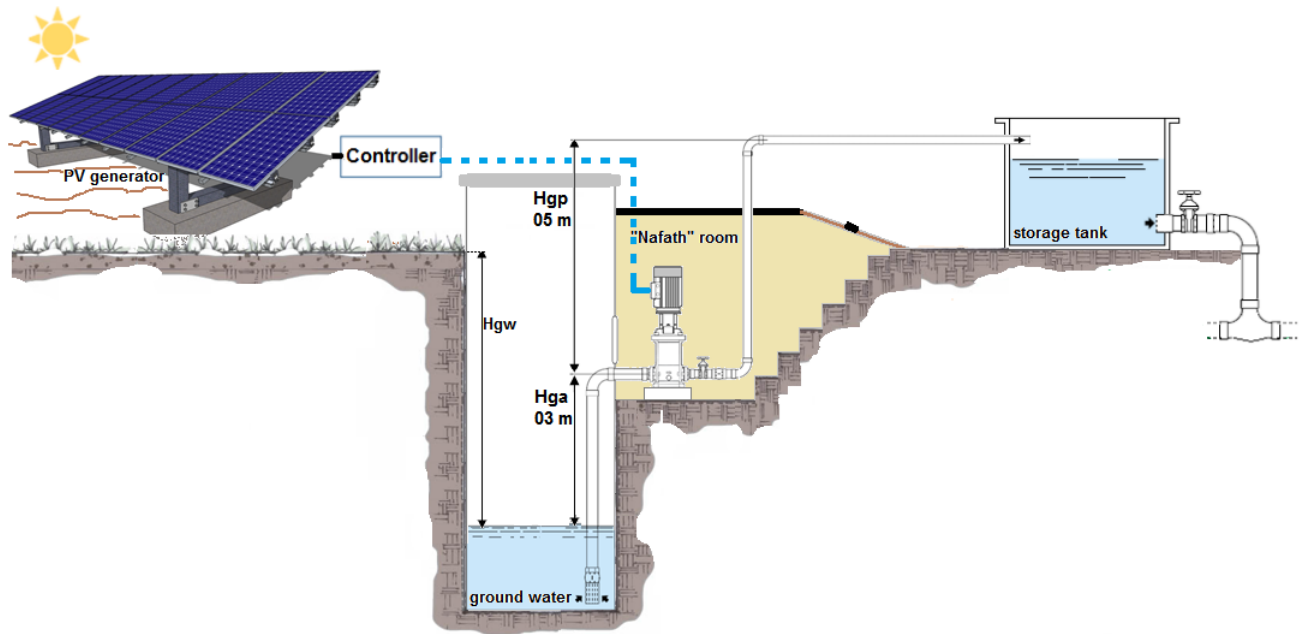 Controller
PV generator
Hgp
05 m
"Nafath" room
storage tank
Hgw
Hga
03 m
ground water